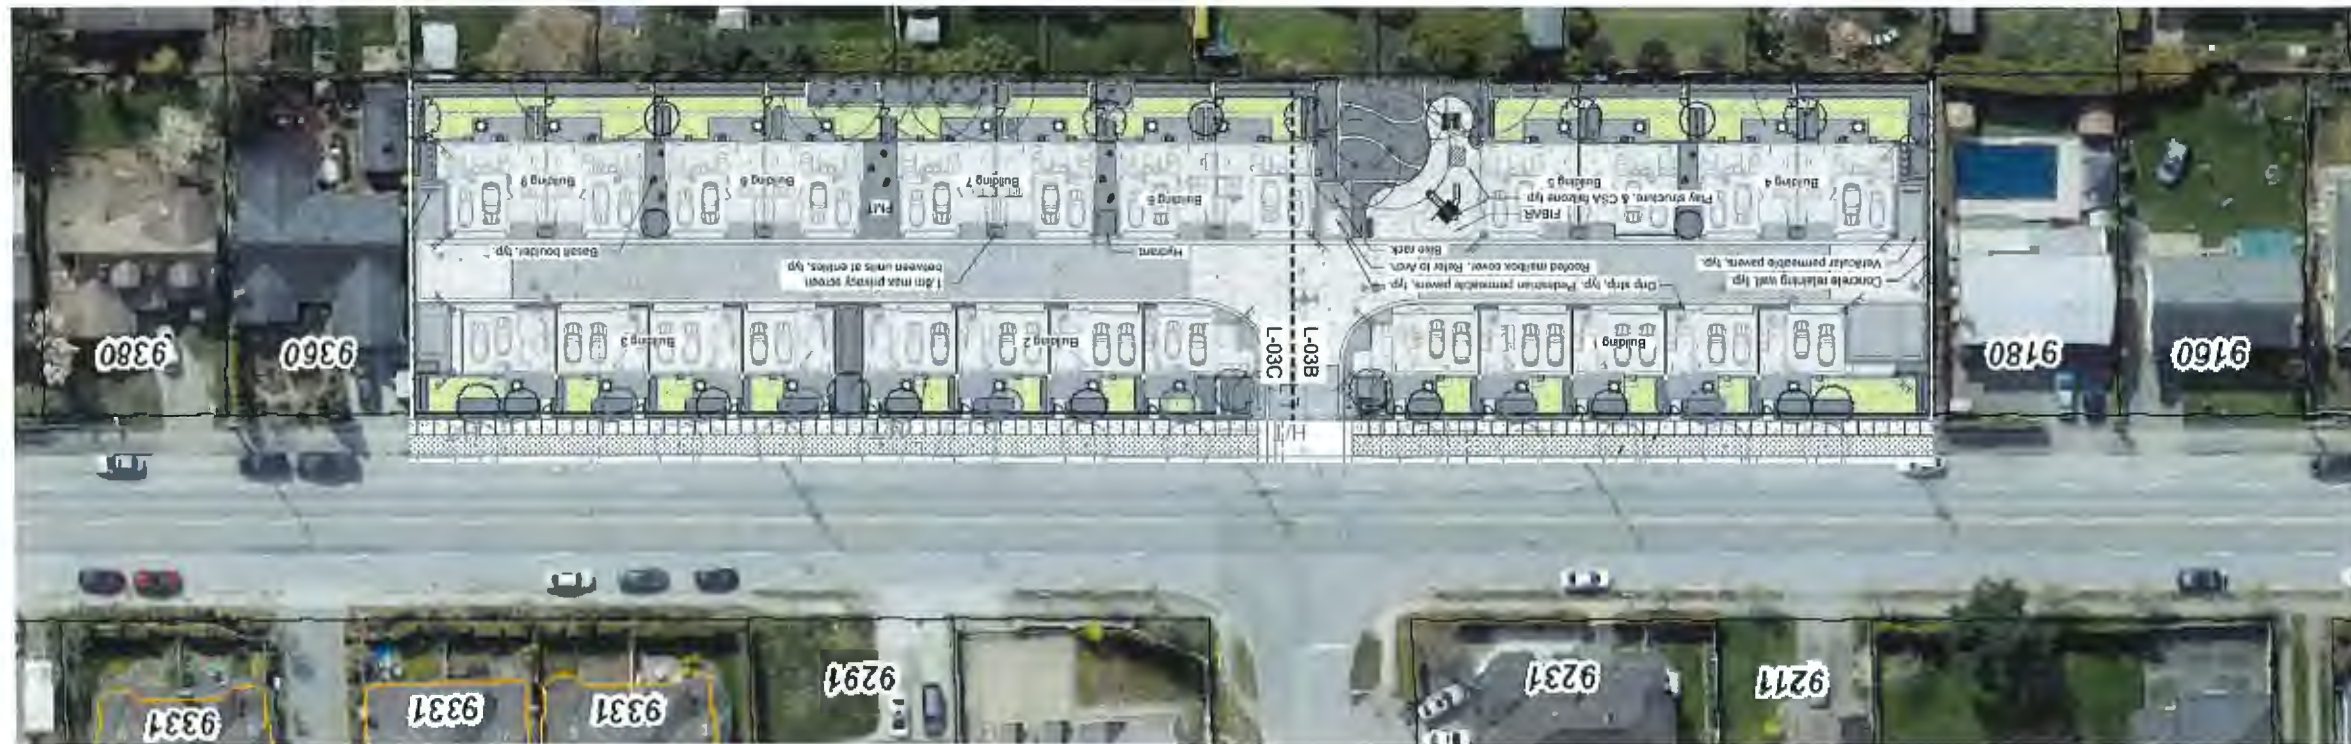 9211
9231
9291
9331
9331
9331
9160
9180
Building 1
L-03B
L-03C
Building 2
Building 3
9360
9380
Concrete retaining wall typ.
Vehicular permeable pavers, typ.
Drip strip, typ.
Pedestrian permeable pavers, typ.
Roofed mailbox cover. Refer to Arch.
Bike rack
FIBAR
Play structure, & CSA fallzone typ
1.8m max privacy screen
between units at entries, typ
Hydrant
Basalt boulder, typ.
Building 4
Building 5
Building 6
PMT
Building 7
Building 8
Building 9